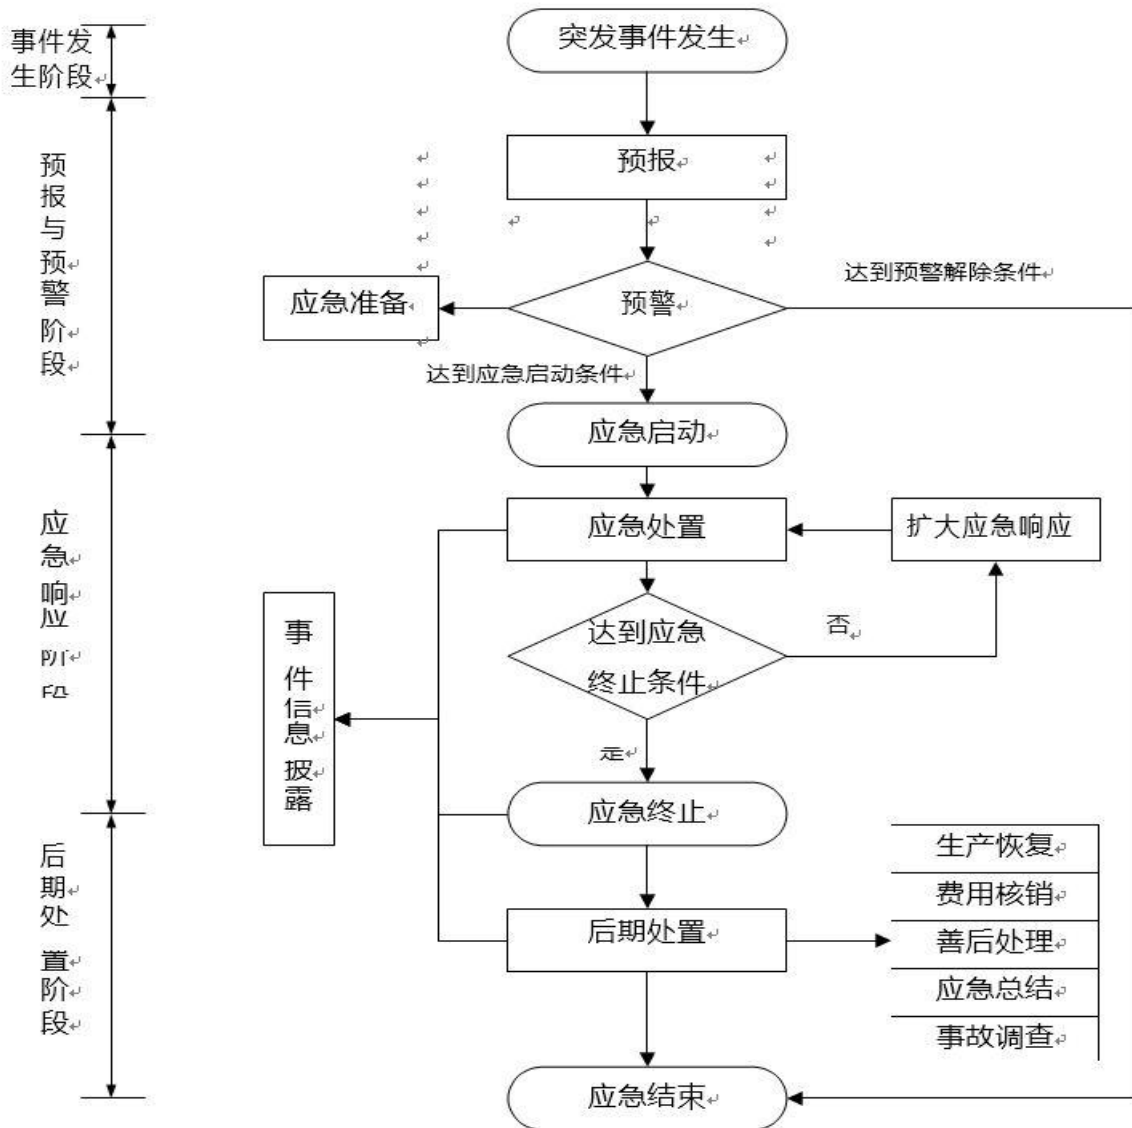 事件发
生阶段
突发事件发生
预
报
与
预
警
阶
段
预报
达到预警解除条件
应急准备
预警
达到应急启动条件
应急启动
应
急
响
应
应急处置
扩大应急响应
事
件
信
息
披
露
达到应急
终止条件
否
应急终止
后
期
处
置
阶
段
后期处置
生产恢复
费用核销
善后处理
应急总结
事故调查
应急结束